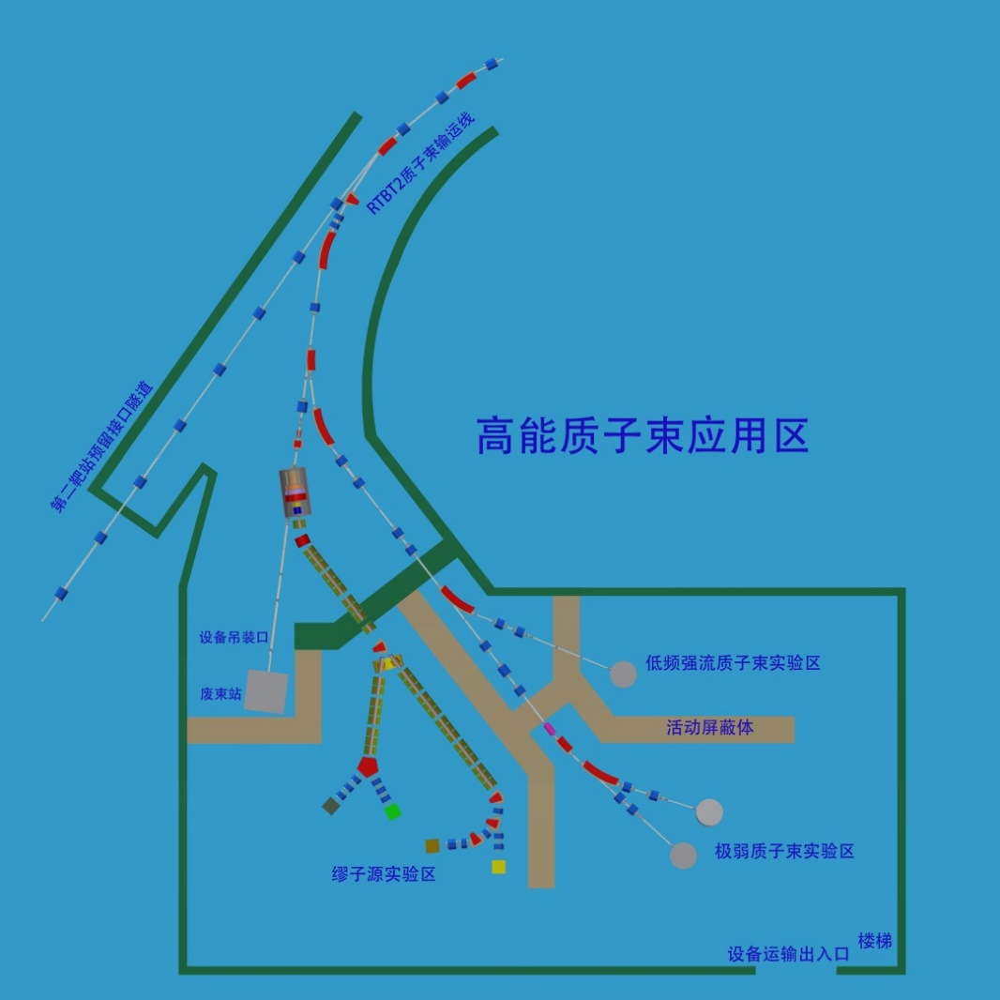 RTBT2质子束输运线
第二靶站预留接口隧道
高能质子束应用区
设备吊装口
废束站
低频强流质子束实验区
活动屏蔽体
极弱质子束实验区
缪子源实验区
楼梯
设备运输出入口